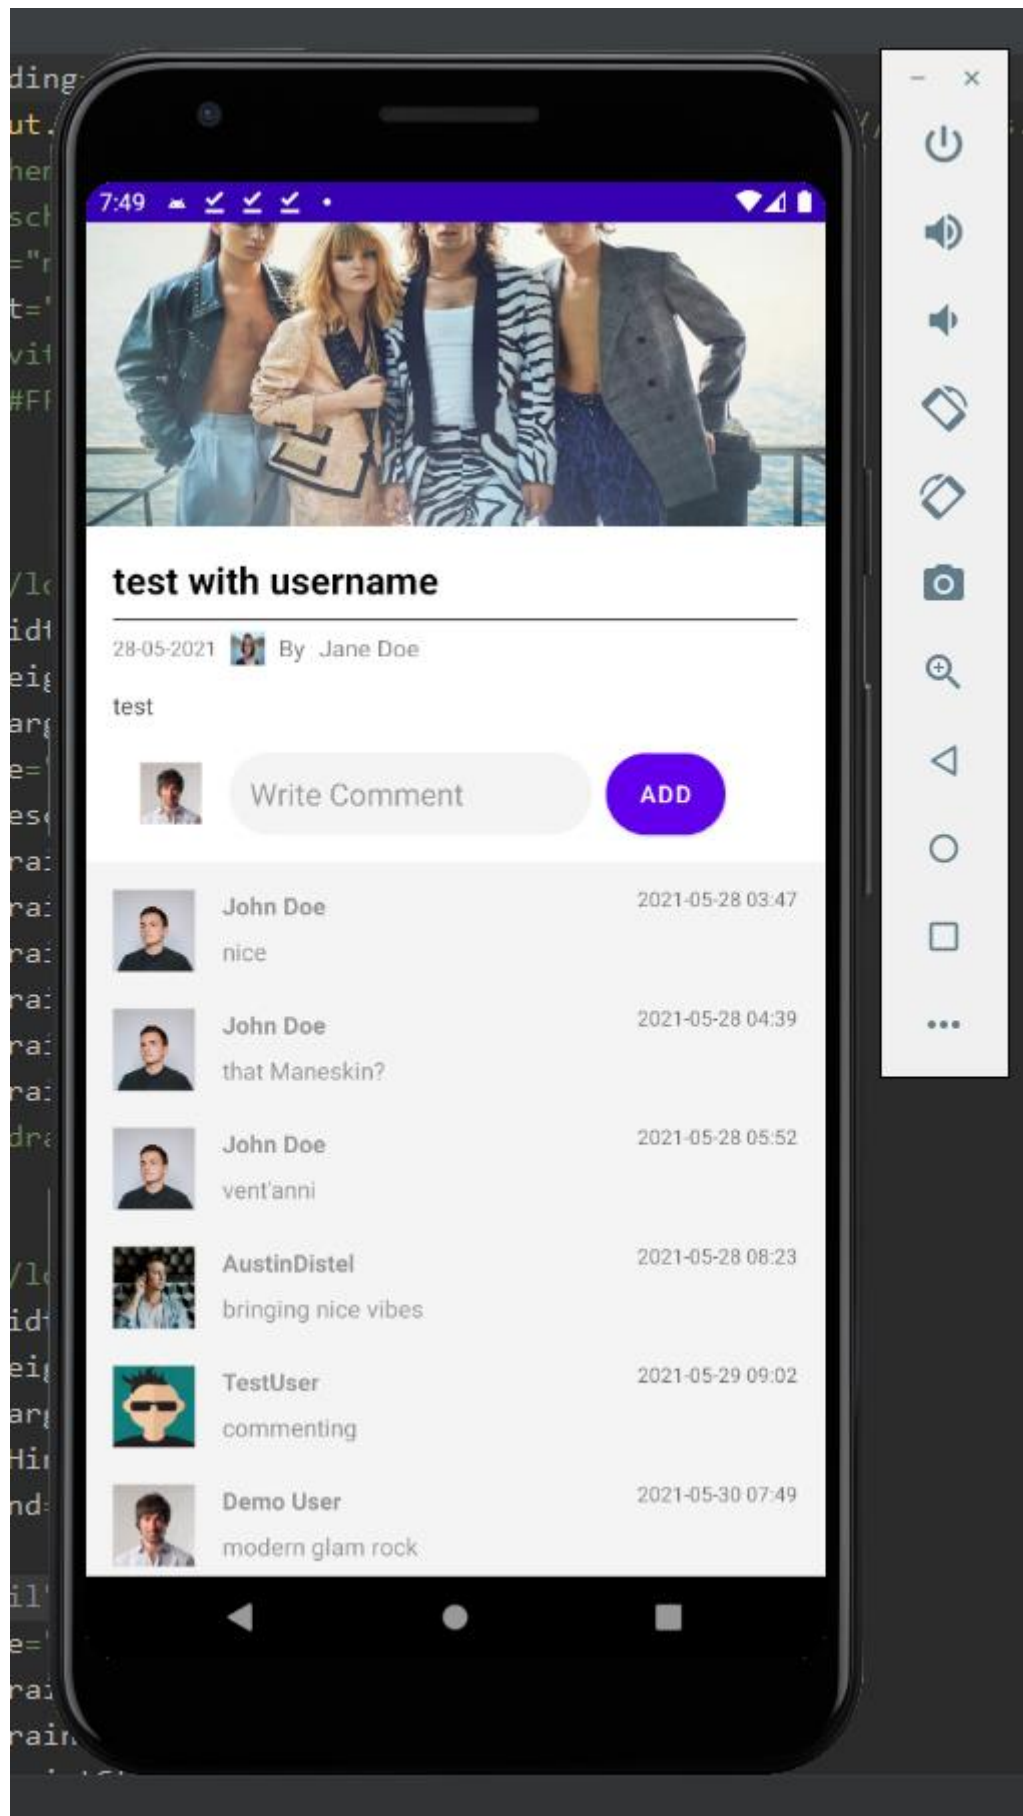 7:49
test with username
28-05-2021 By Jane Doe
test
Write Comment ADD
John Doe 2021-05-28 03:47
nice
John Doe 2021-05-28 04:39
that Maneskin?
John Doe 2021-05-28 05:52
vent'anni
AustinDistel 2021-05-28 08:23
bringing nice vibes
TestUser 2021-05-29 09:02
commenting
Demo User 2021-05-30 07:49
modern glam rock